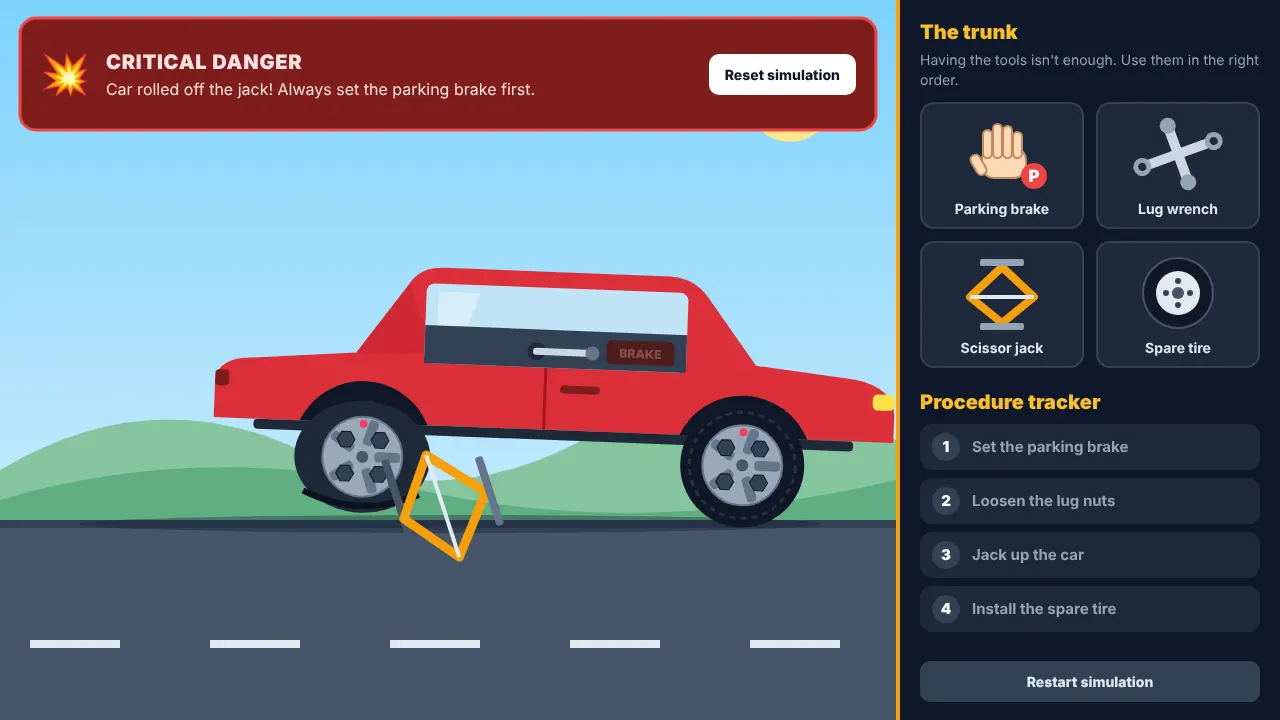 CRITICAL DANGER
Car rolled off the jack! Always set the parking brake first.
Reset simulation
BRAKE
The trunk
Having the tools isn't enough. Use them in the right
order.
P
Parking brake
Lug wrench
Scissor jack
Spare tire
Procedure tracker
1 Set the parking brake
2 Loosen the lug nuts
3 Jack up the car
4 Install the spare tire
Restart simulation